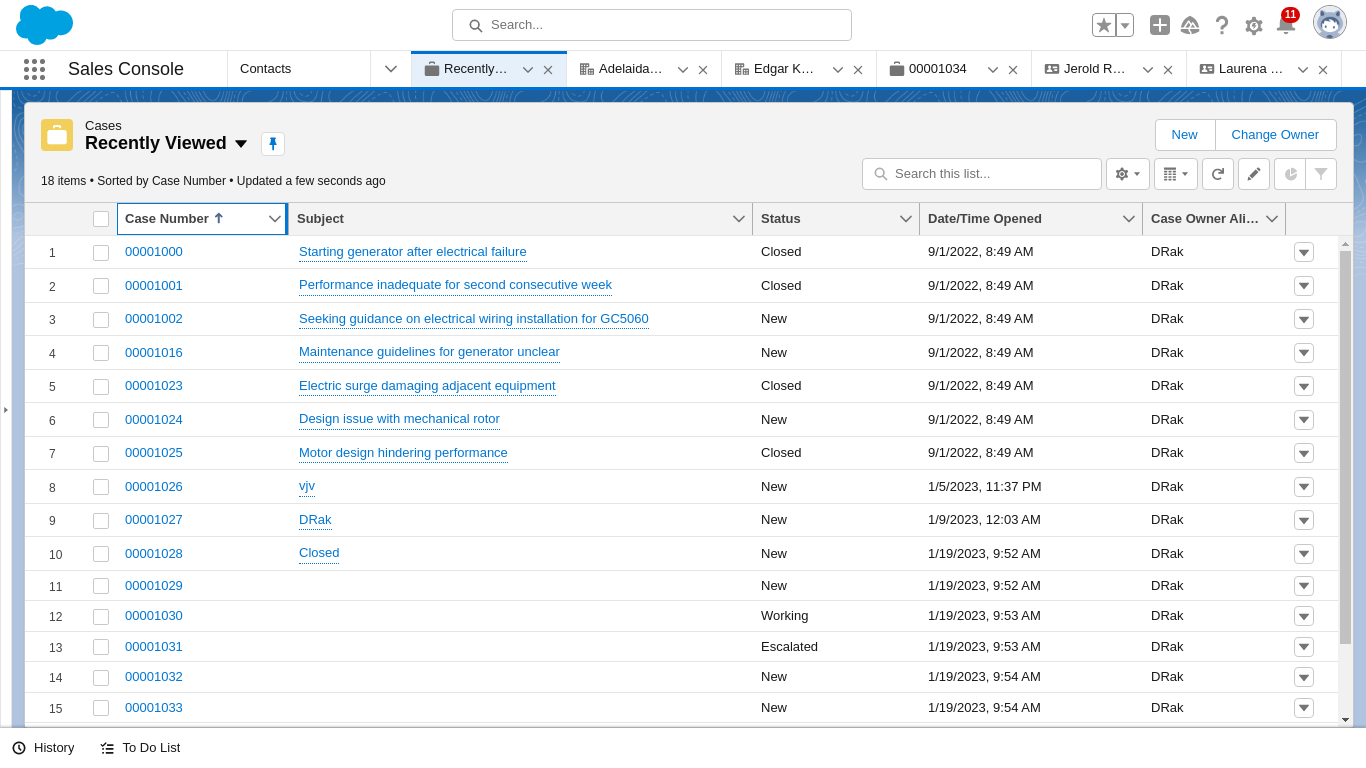 Search...
11
Sales Console
Contacts
Recently...
Adelaida...
Edgar K...
00001034
Jerold R...
Laurena ...
Cases
Recently Viewed
New
Change Owner
18 items • Sorted by Case Number • Updated a few seconds ago
Search this list...
Case Number Subject Status Date/Time Opened Case Owner Ali...
1 00001000 Starting generator after electrical failure Closed 9/1/2022, 8:49 AM DRak
2 00001001 Performance inadequate for second consecutive week Closed 9/1/2022, 8:49 AM DRak
3 00001002 Seeking guidance on electrical wiring installation for GC5060 New 9/1/2022, 8:49 AM DRak
4 00001016 Maintenance guidelines for generator unclear New 9/1/2022, 8:49 AM DRak
5 00001023 Electric surge damaging adjacent equipment Closed 9/1/2022, 8:49 AM DRak
6 00001024 Design issue with mechanical rotor New 9/1/2022, 8:49 AM DRak
7 00001025 Motor design hindering performance Closed 9/1/2022, 8:49 AM DRak
8 00001026 vjv New 1/5/2023, 11:37 PM DRak
9 00001027 DRak New 1/9/2023, 12:03 AM DRak
10 00001028 Closed New 1/19/2023, 9:52 AM DRak
11 00001029 New 1/19/2023, 9:52 AM DRak
12 00001030 Working 1/19/2023, 9:53 AM DRak
13 00001031 Escalated 1/19/2023, 9:53 AM DRak
14 00001032 New 1/19/2023, 9:54 AM DRak
15 00001033 New 1/19/2023, 9:54 AM DRak
History
To Do List